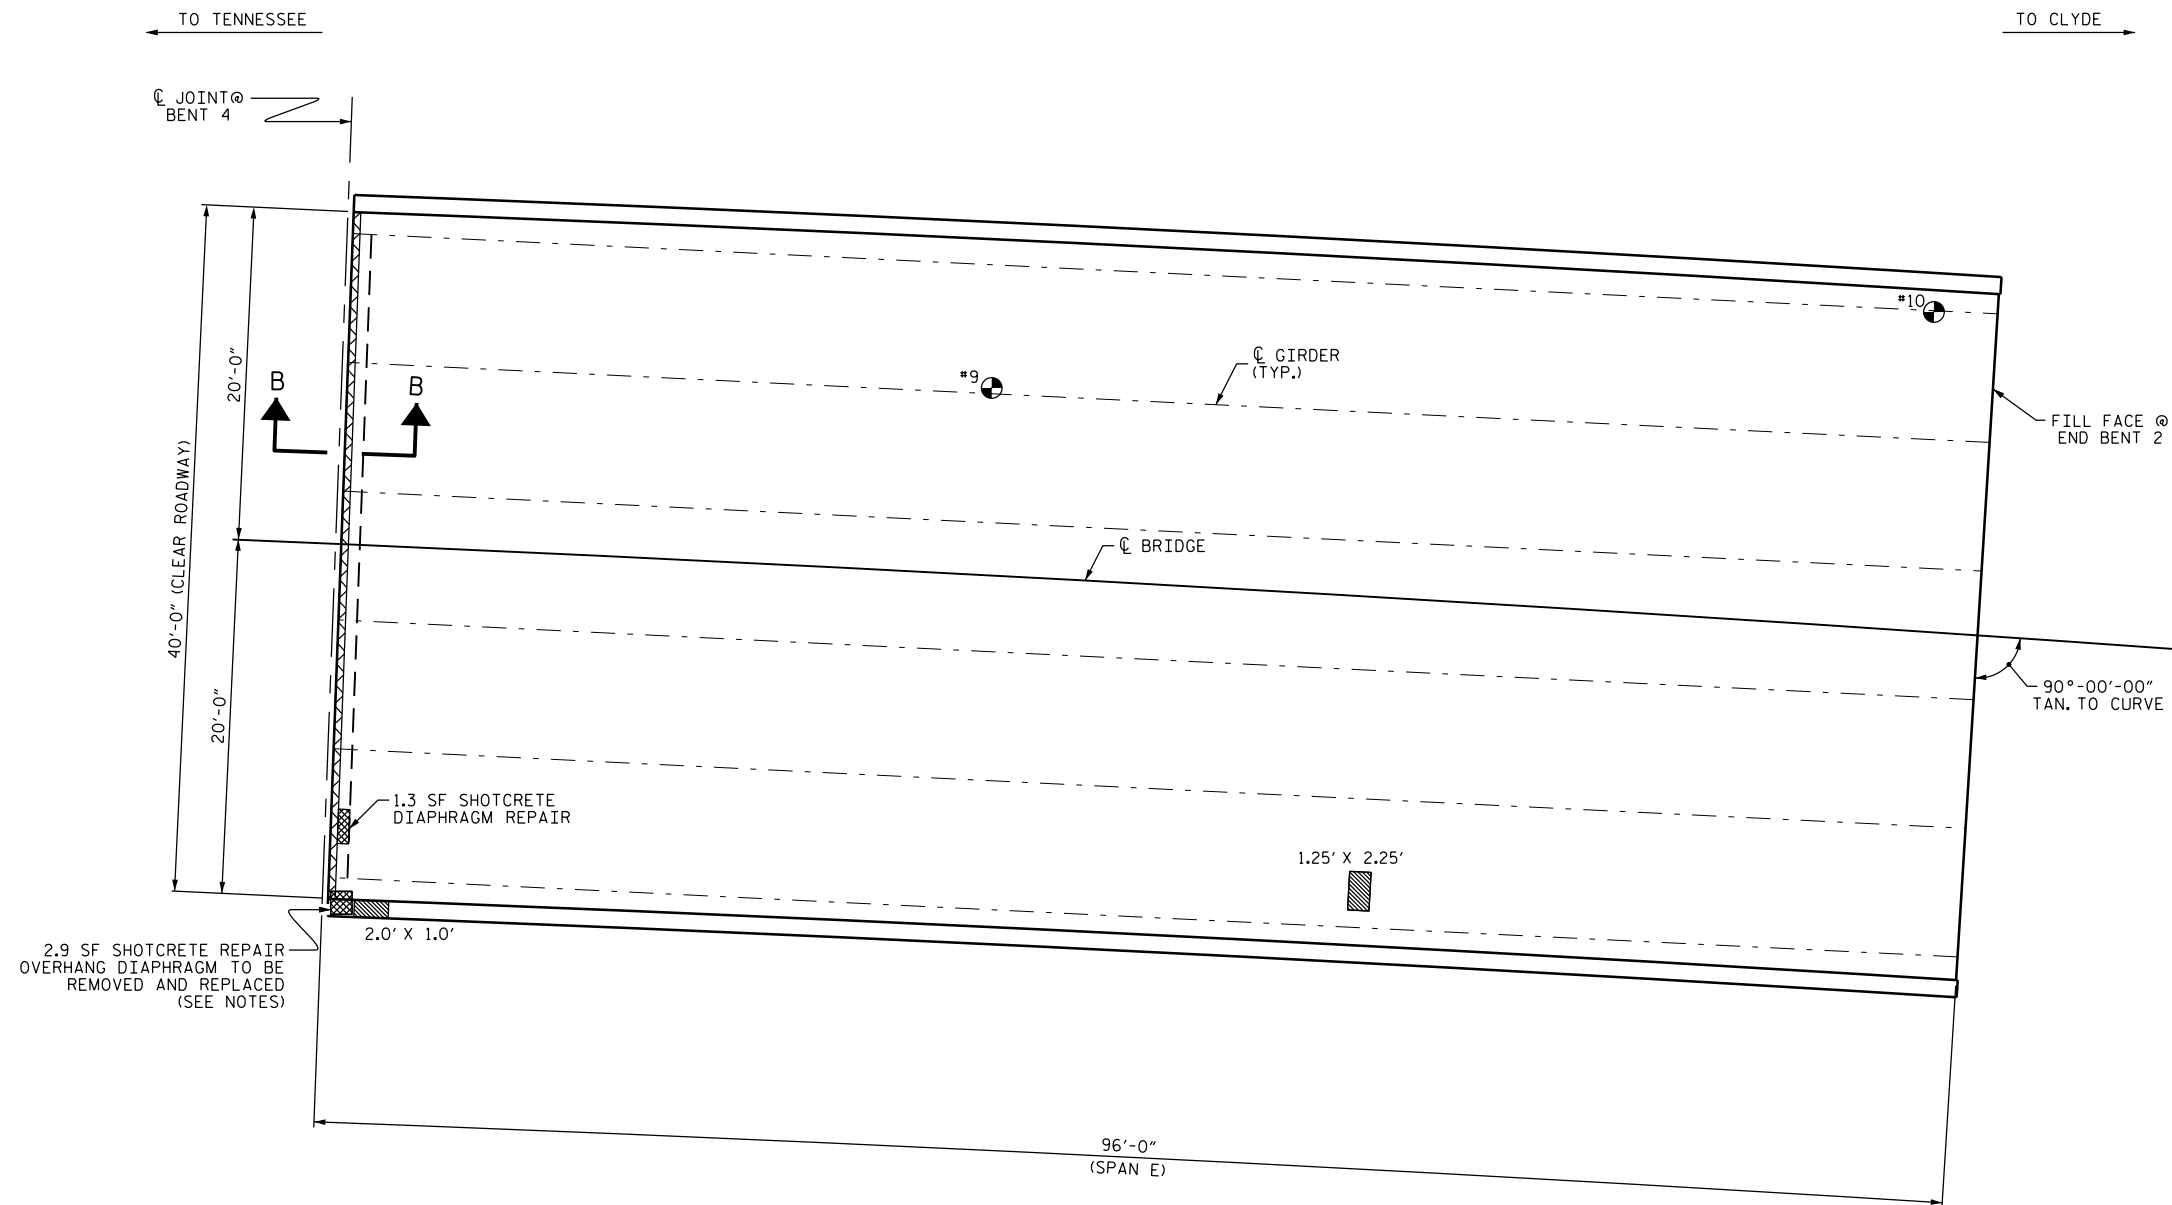 TO TENNESSEE
TO CLYDE
℄ JOINT@
BENT 4
#10
℄ GIRDER
(TYP.)
#9
20'-0"
B
B
FILL FACE @
END BENT 2
40'-0" (CLEAR ROADWAY)
℄ BRIDGE
20'-0"
90°-00'-00"
TAN. TO CURVE
1.3 SF SHOTCRETE
DIAPHRAGM REPAIR
1.25' X 2.25'
2.0' X 1.0'
2.9 SF SHOTCRETE REPAIR
OVERHANG DIAPHRAGM TO BE
REMOVED AND REPLACED
(SEE NOTES)
96'-0"
(SPAN E)